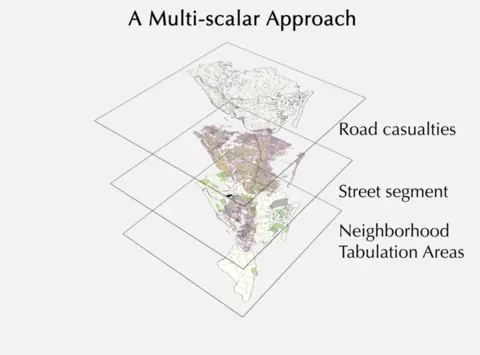 A Multi-scalar Approach
Road casualties
Street segment
Neighborhood
Tabulation Areas